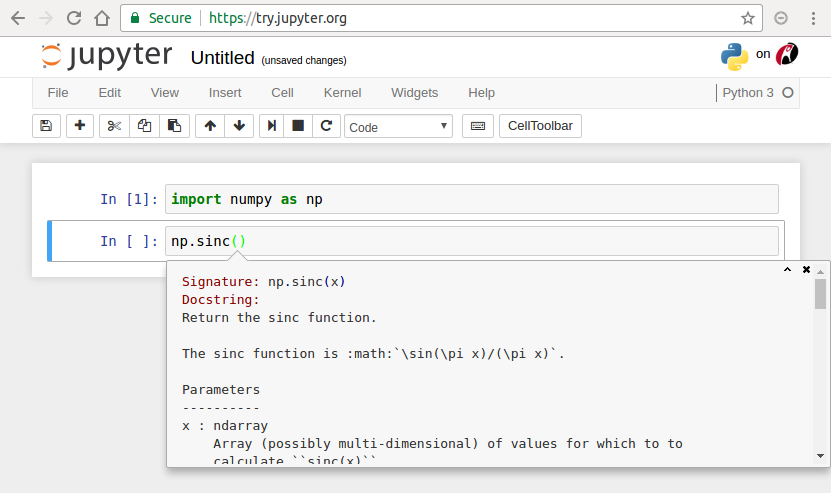 Secure https://try.jupyter.org
jupyter Untitled (unsaved changes) on
File Edit View Insert Cell Kernel Widgets Help Python 3
Code CellToolbar
In [1]: import numpy as np
In [ ]: np.sinc()
Signature: np.sinc(x)
Docstring:
Return the sinc function.
The sinc function is :math:`\sin(\pi x)/(\pi x)`.
Parameters
----------
x : ndarray
Array (possibly multi-dimensional) of values for which to to
calculate ``sinc(x)``